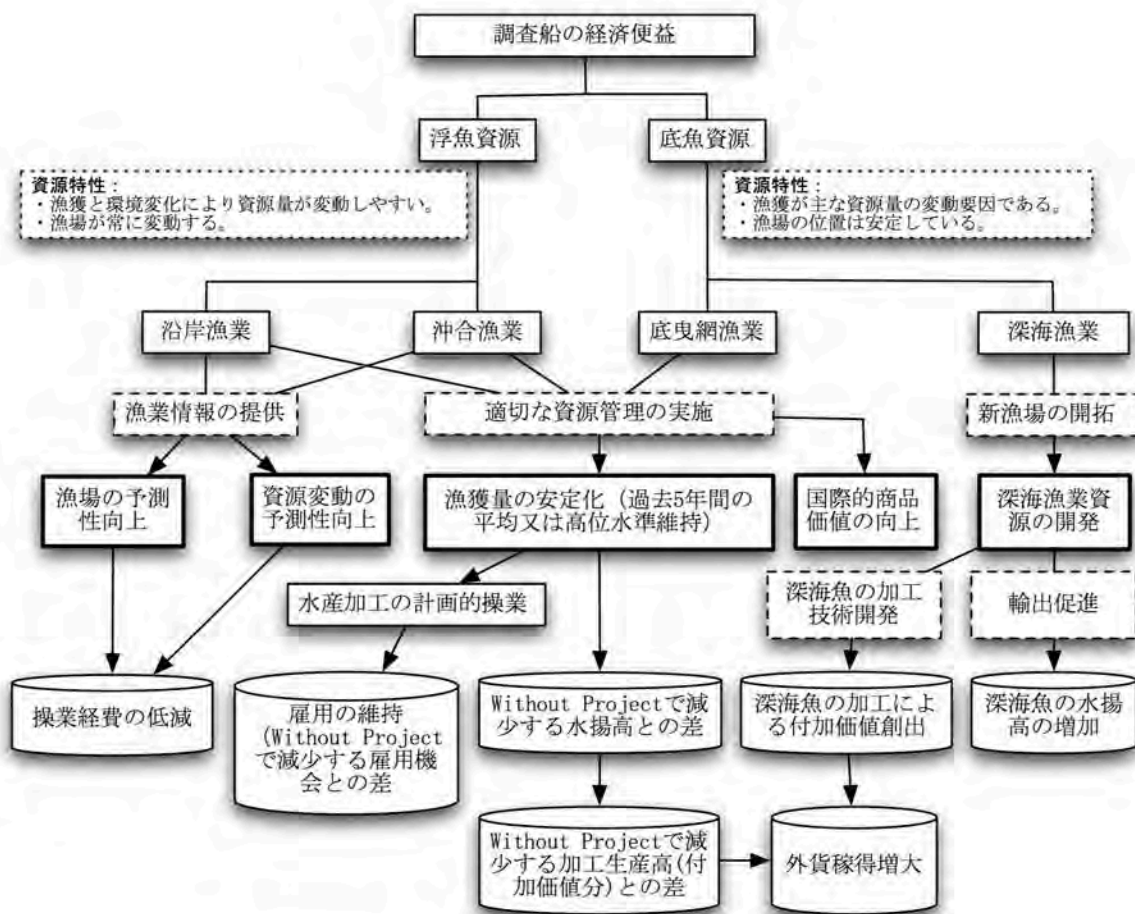 調査船の経済便益
浮魚資源
底魚資源
資源特性：
・漁獲と環境変化により資源量が変動しやすい。
・漁場が常に変動する。
資源特性：
・漁獲が主な資源量の変動要因である。
・漁場の位置は安定している。
沿岸漁業
沖合漁業
底曳網漁業
深海漁業
漁業情報の提供
適切な資源管理の実施
新漁場の開拓
漁場の予測
性向上
資源変動の
予測性向上
漁獲量の安定化（過去5年間の
平均又は高位水準維持）
国際的商品
価値の向上
深海漁業資
源の開発
水産加工の計画的操業
深海魚の加工
技術開発
輸出促進
操業経費の低減
雇用の維持
(Without Project
で減少する雇用機
会との差
Without Projectで減
少する水揚高との差
深海魚の加工によ
る付加価値創出
深海魚の水揚
高の増加
Without Projectで減
少する加工生産高(付
加価値分)との差
外貨稼得増大